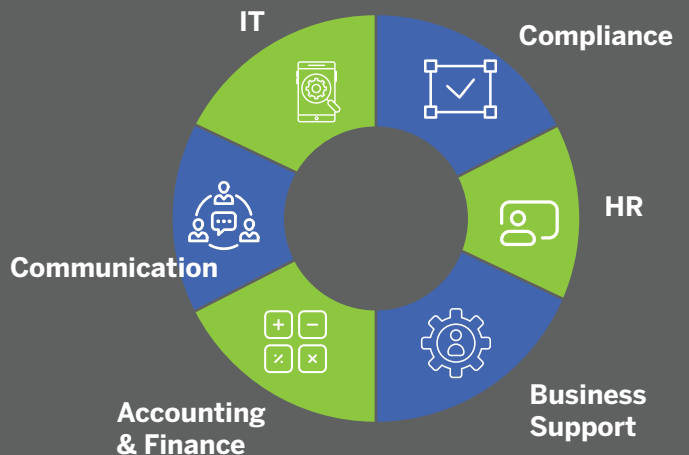 IT
Compliance
HR
Communication
Business
Support
Accounting
& Finance